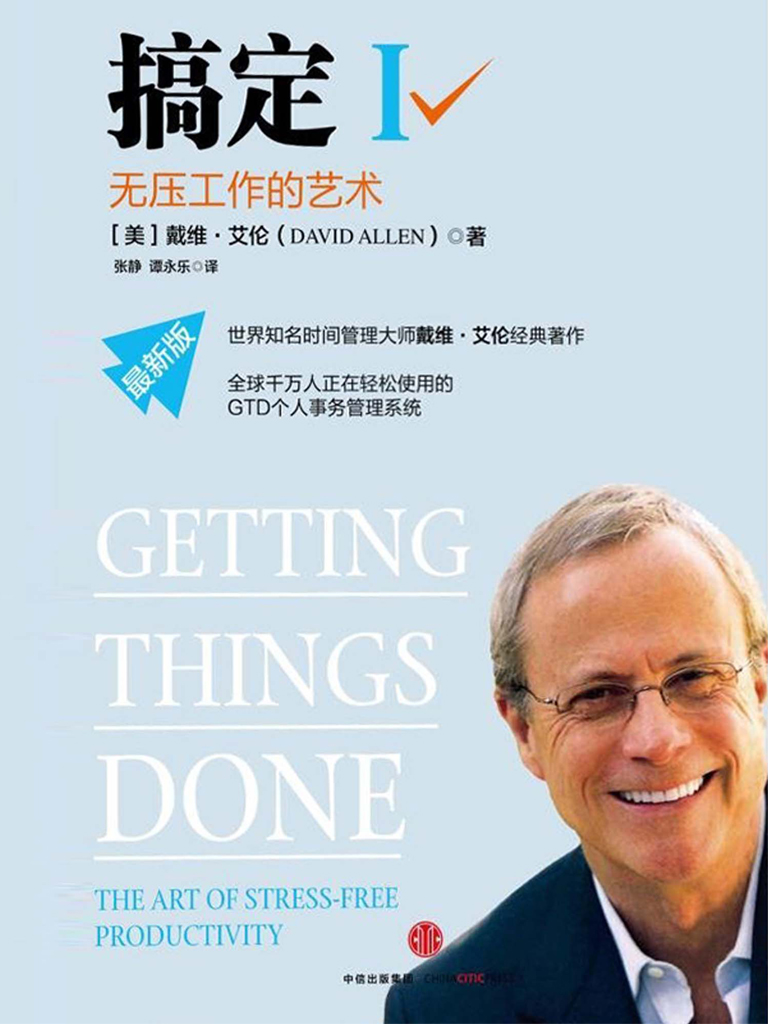 搞定 I
无压工作的艺术
[美] 戴维·艾伦（DAVID ALLEN）◎著
张静 谭永乐◎译
最新版
世界知名时间管理大师戴维·艾伦经典著作
全球千万人正在轻松使用的
GTD个人事务管理系统
GETTING
THINGS
DONE
THE ART OF STRESS-FREE
PRODUCTIVITY
中信出版集团 CHINACITICPRESS